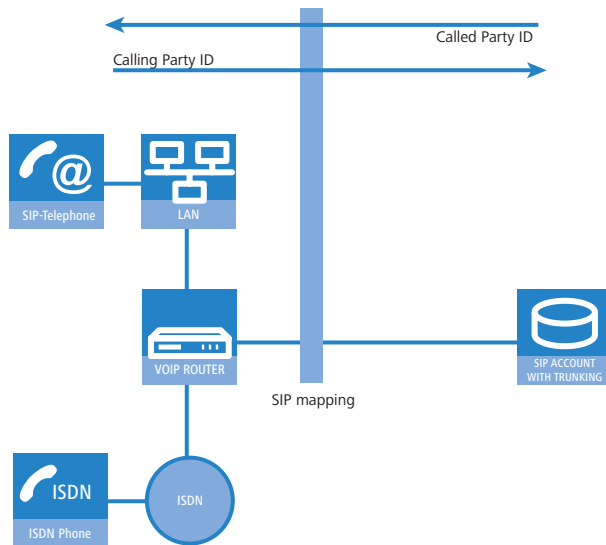 Called Party ID
Calling Party ID
@
SIP-Telephone
LAN
VOIP ROUTER
SIP ACCOUNT
WITH TRUNKING
SIP mapping
ISDN
ISDN Phone
ISDN